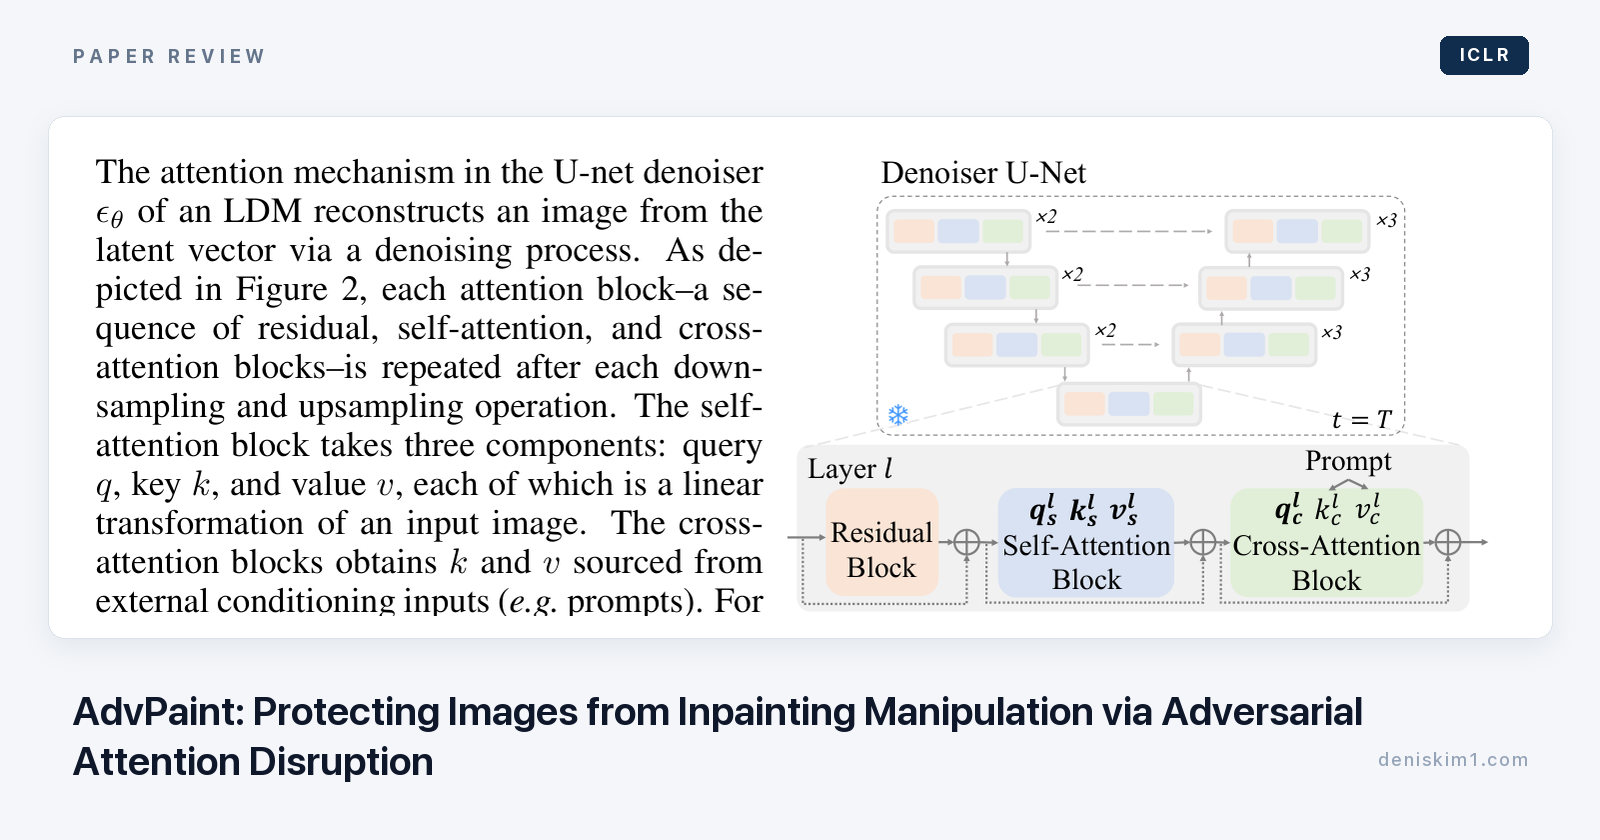 PAPER REVIEW
ICLR
The attention mechanism in the U-net denoiser
ϵθ of an LDM reconstructs an image from the
latent vector via a denoising process. As de-
picted in Figure 2, each attention block–a se-
quence of residual, self-attention, and cross-
attention blocks–is repeated after each down-
sampling and upsampling operation. The self-
attention block takes three components: query
q, key k, and value v, each of which is a linear
transformation of an input image. The cross-
attention blocks obtains k and v sourced from
external conditioning inputs (e.g. prompts). For
Denoiser U-Net
×2
×3
×2
×3
×2
×3
t = T
Layer l
Prompt
Residual
Block
q_s^l k_s^l v_s^l
Self-Attention
Block
q_c^l k_c^l v_c^l
Cross-Attention
Block
AdvPaint: Protecting Images from Inpainting Manipulation via Adversarial
Attention Disruption
deniskim1.com